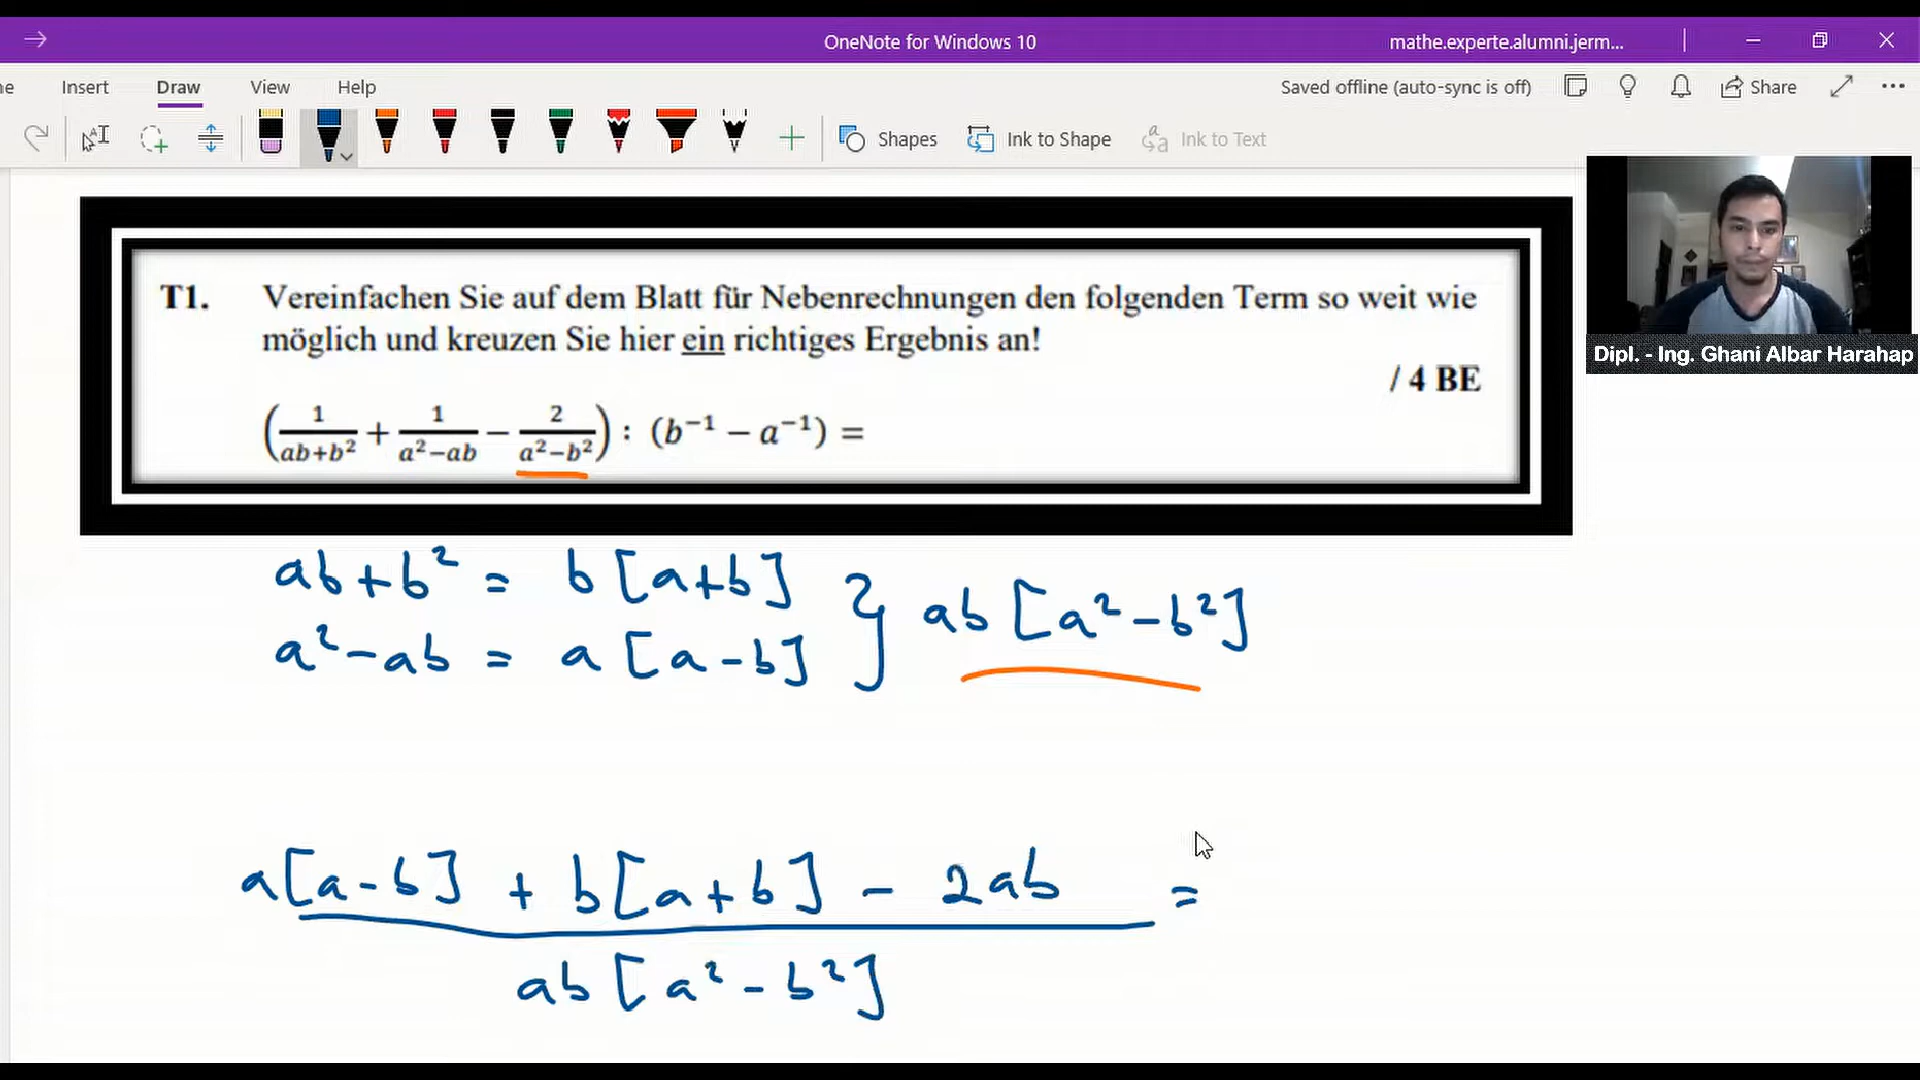 OneNote for Windows 10
mathe.experte.alumni.jerm...
Insert Draw View Help
Saved offline (auto-sync is off) Share
Shapes Ink to Shape Ink to Text
T1. Vereinfachen Sie auf dem Blatt für Nebenrechnungen den folgenden Term so weit wie
möglich und kreuzen Sie hier ein richtiges Ergebnis an!
/ 4 BE
(1/(ab+b²) + 1/(a²−ab) − 2/(a²−b²)) : (b⁻¹ − a⁻¹) =
Dipl. - Ing. Ghani Albar Harahap
ab+b² = b[a+b]
a²-ab = a[a-b]
} ab[a²-b²]
a[a-b] + b[a+b] - 2ab =
ab[a²-b²]